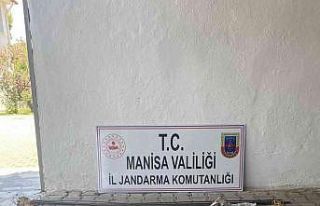 T.C.
MANİSA VALİLİĞİ
İL JANDARMA KOMUTANLIĞI